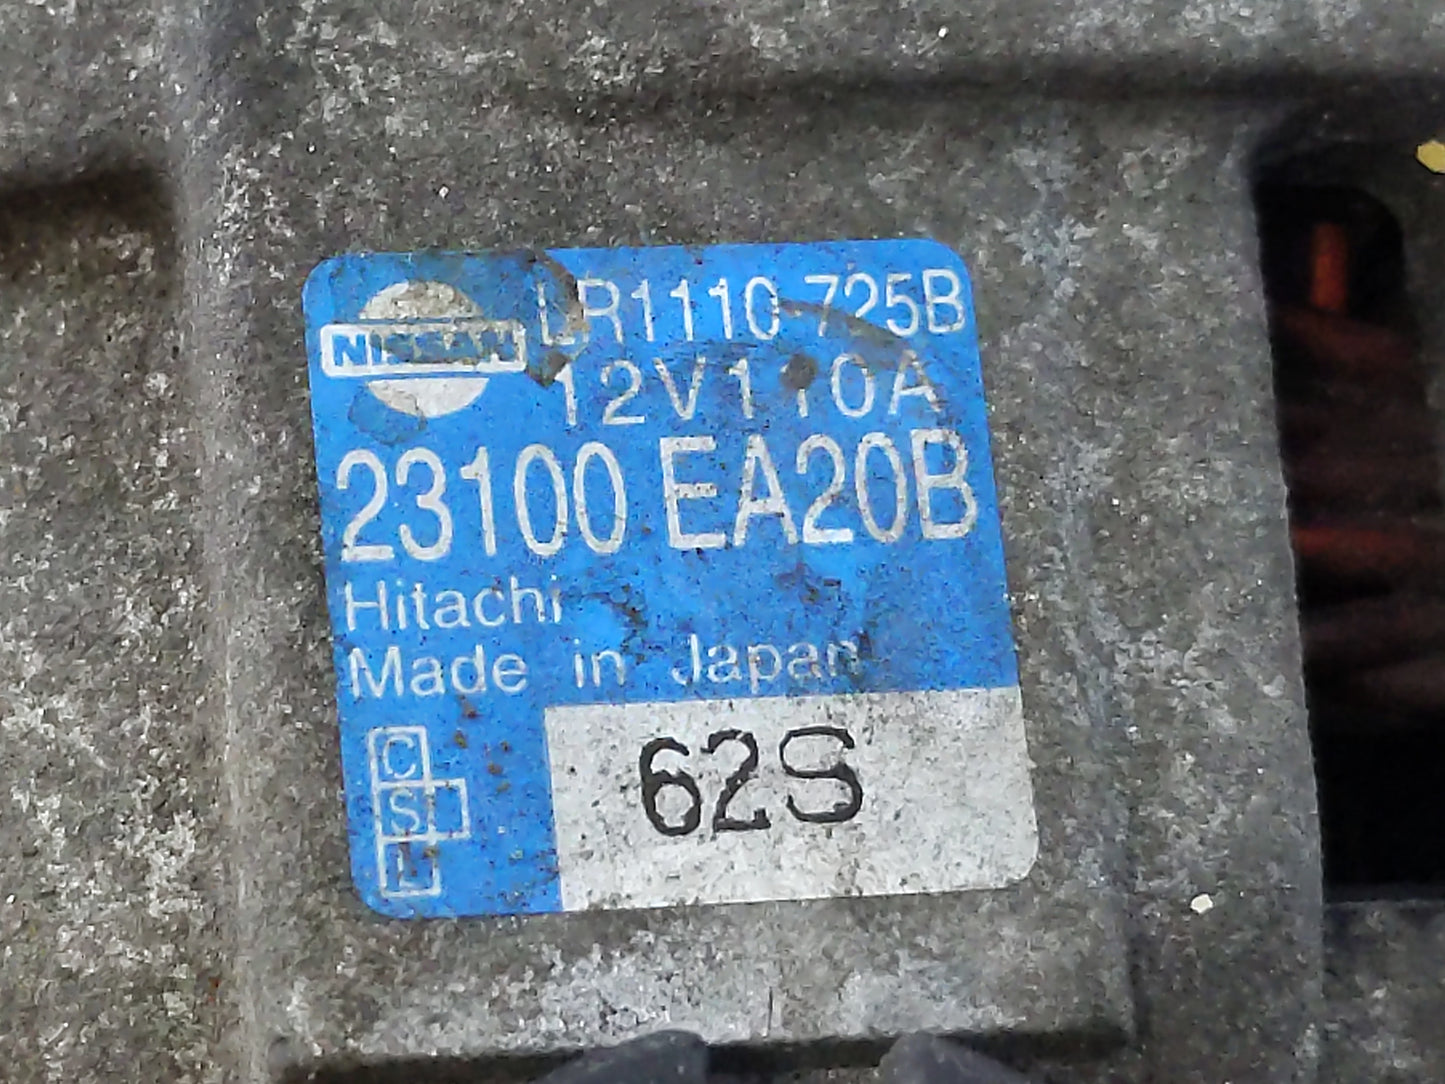 NISSAN
LR1110-725B
12V110A
23100 EA20B
Hitachi
Made in Japan
62S
C
S
L